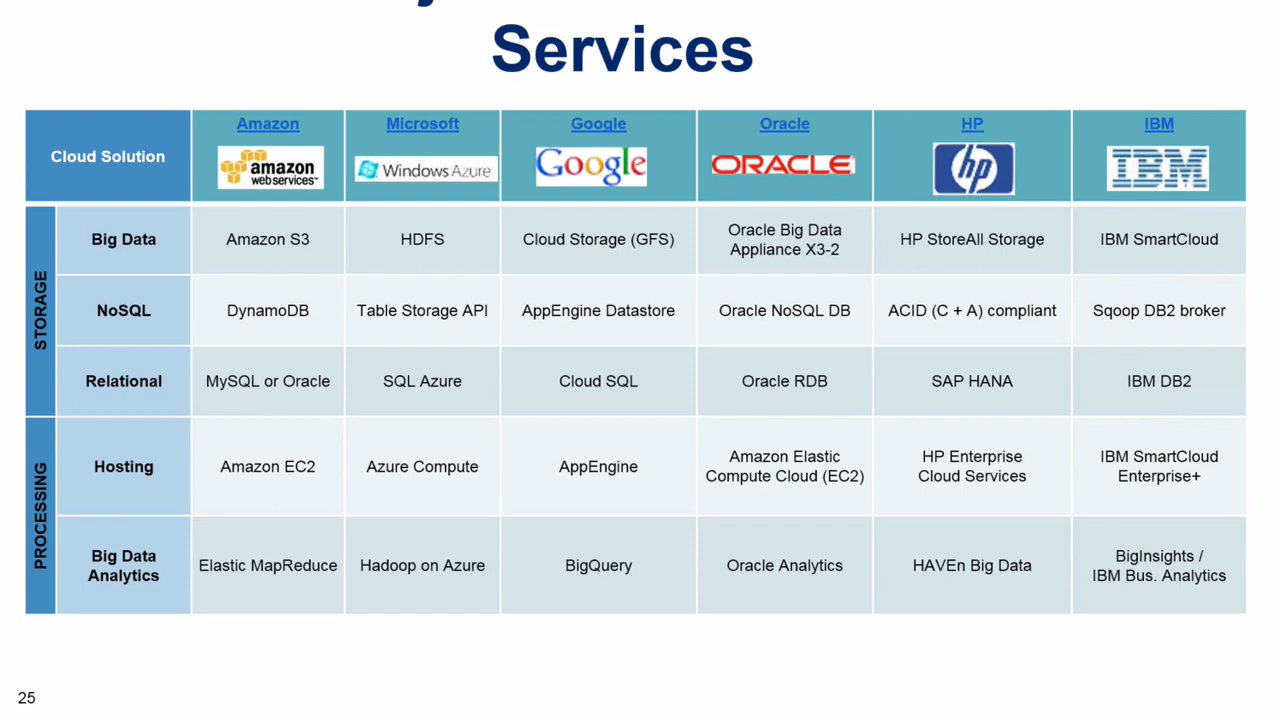 Services
Cloud Solution
Amazon
amazon
webservices™
Microsoft
Windows Azure
Google
Google
Oracle
ORACLE
HP
hp
IBM
IBM
STORAGE
Big Data
Amazon S3
HDFS
Cloud Storage (GFS)
Oracle Big Data
Appliance X3-2
HP StoreAll Storage
IBM SmartCloud
NoSQL
DynamoDB
Table Storage API
AppEngine Datastore
Oracle NoSQL DB
ACID (C + A) compliant
Sqoop DB2 broker
Relational
MySQL or Oracle
SQL Azure
Cloud SQL
Oracle RDB
SAP HANA
IBM DB2
PROCESSING
Hosting
Amazon EC2
Azure Compute
AppEngine
Amazon Elastic
Compute Cloud (EC2)
HP Enterprise
Cloud Services
IBM SmartCloud
Enterprise+
Big Data
Analytics
Elastic MapReduce
Hadoop on Azure
BigQuery
Oracle Analytics
HAVEn Big Data
BigInsights /
IBM Bus. Analytics
25